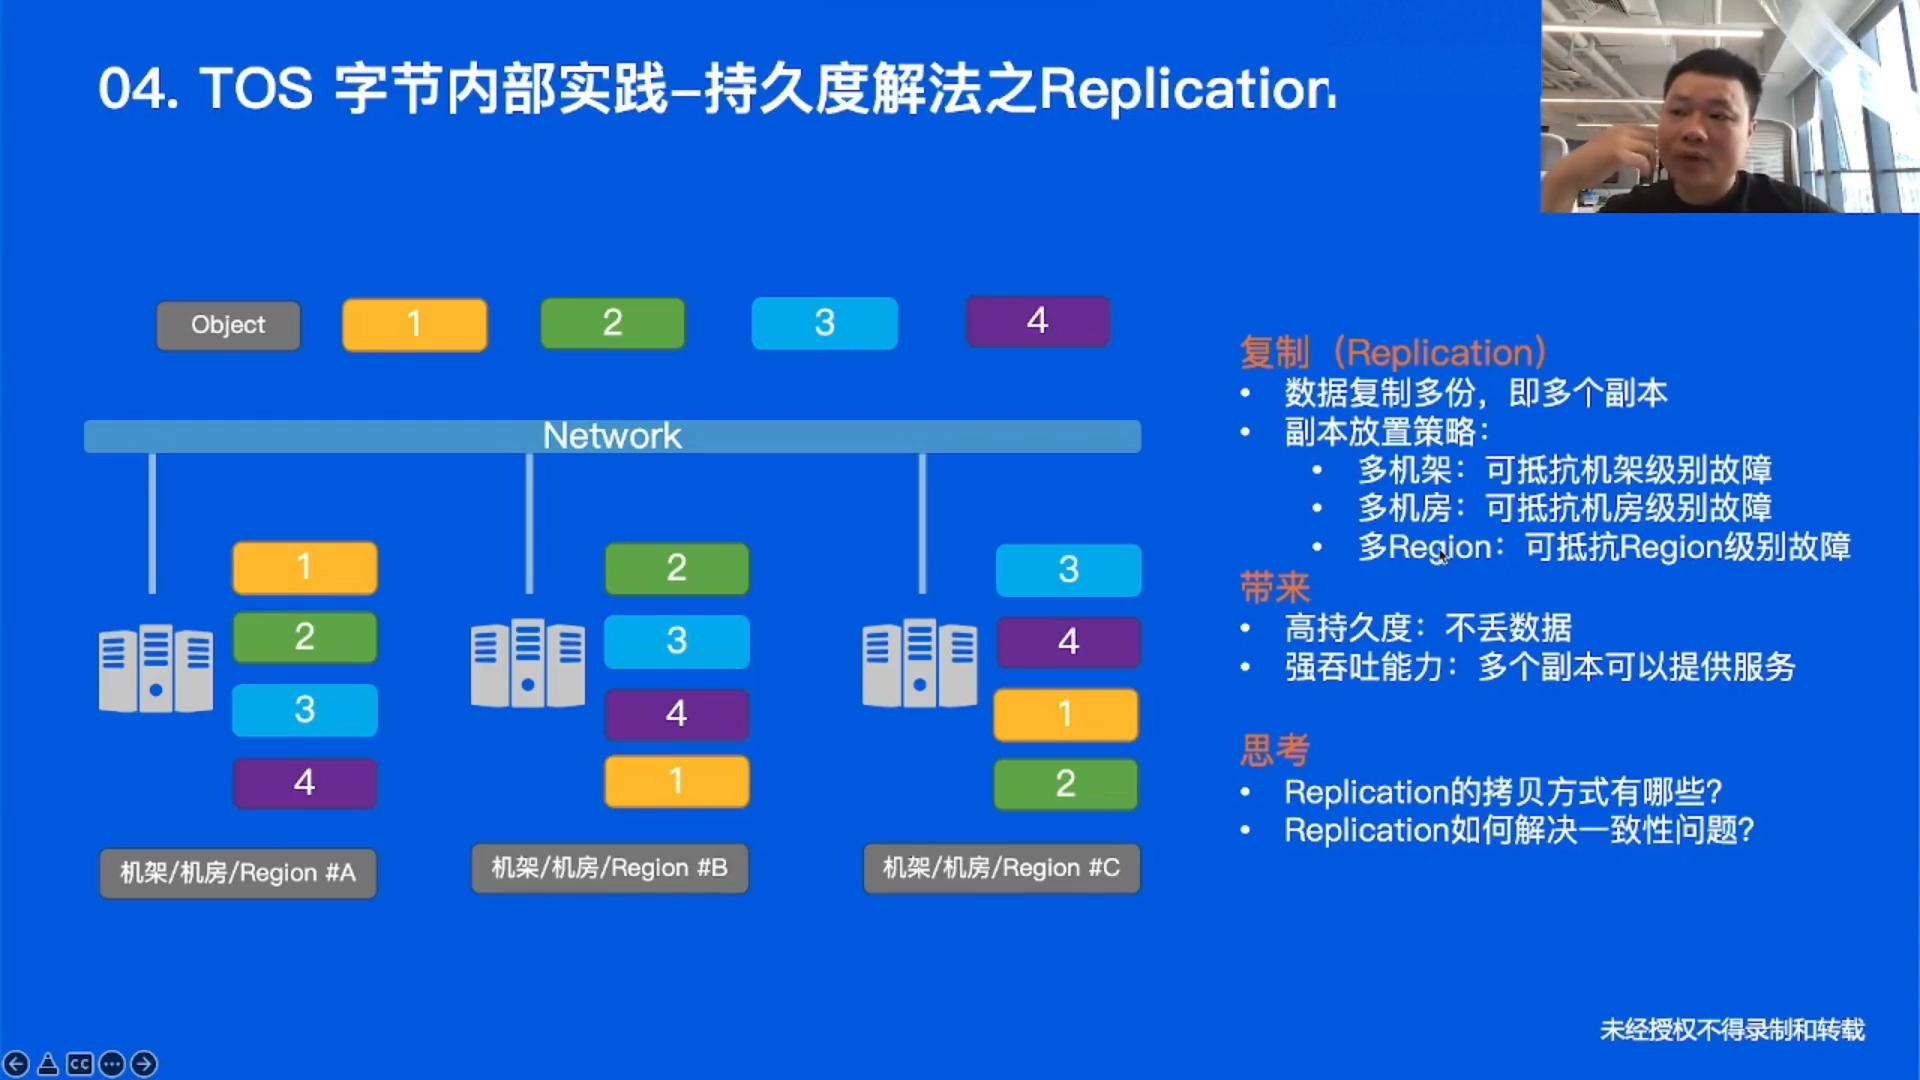 04. TOS 字节内部实践-持久度解法之Replication
Object
1
2
3
4
Network
1
2
3
4
机架/机房/Region #A
2
3
4
1
机架/机房/Region #B
3
4
1
2
机架/机房/Region #C
复制（Replication）
• 数据复制多份，即多个副本
• 副本放置策略：
• 多机架：可抵抗机架级别故障
• 多机房：可抵抗机房级别故障
• 多Region：可抵抗Region级别故障
带来
• 高持久度：不丢数据
• 强吞吐能力：多个副本可以提供服务
思考
• Replication的拷贝方式有哪些?
• Replication如何解决一致性问题?
未经授权不得录制和转载
CC